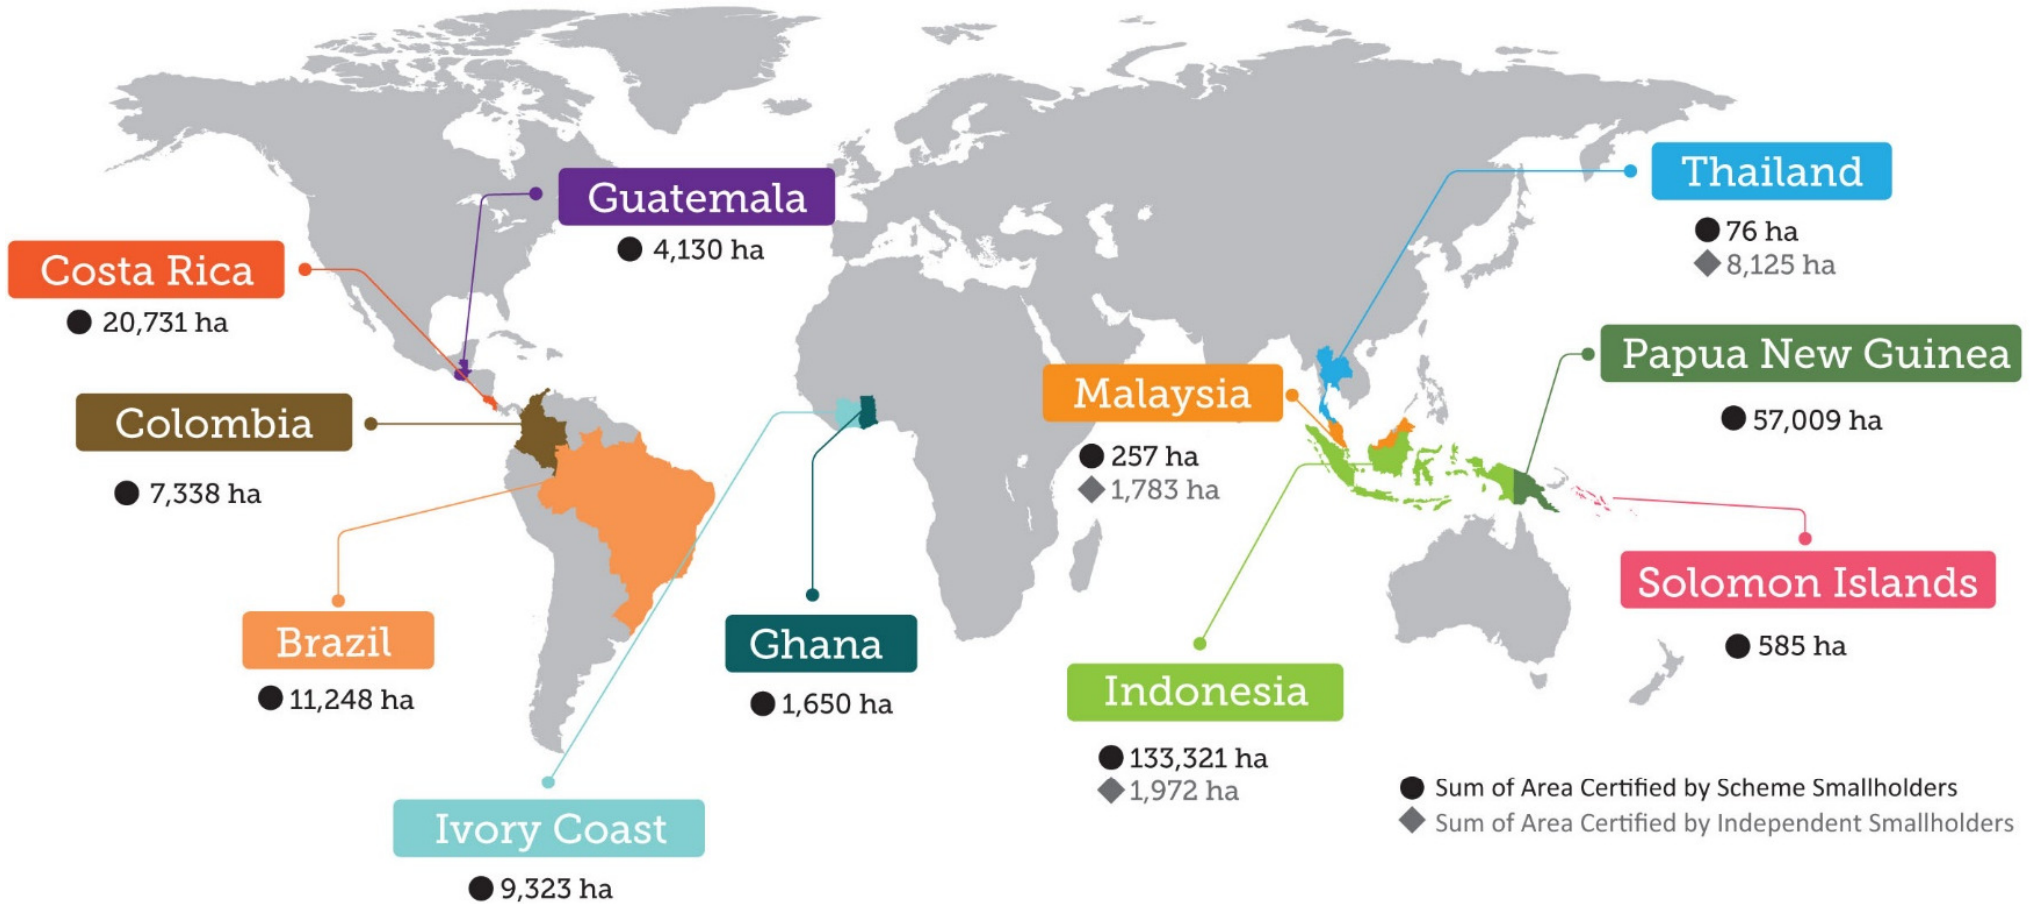 Guatemala
4,130 ha
Costa Rica
20,731 ha
Colombia
7,338 ha
Brazil
11,248 ha
Ivory Coast
9,323 ha
Ghana
1,650 ha
Malaysia
257 ha
1,783 ha
Indonesia
133,321 ha
1,972 ha
Thailand
76 ha
8,125 ha
Papua New Guinea
57,009 ha
Solomon Islands
585 ha
Sum of Area Certified by Scheme Smallholders
Sum of Area Certified by Independent Smallholders